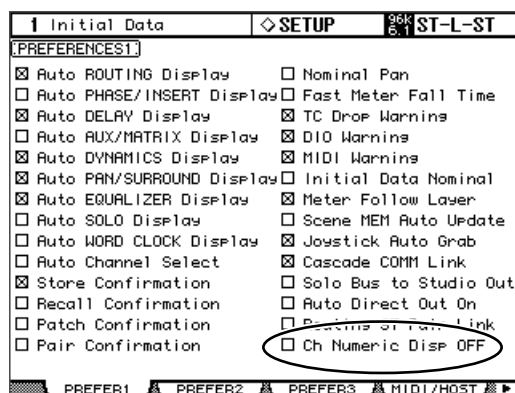 1 Initial Data ◇SETUP 96K 6.1 ST-L-ST
PREFERENCES1
☒ Auto ROUTING Display ☐ Nominal Pan
☐ Auto PHASE/INSERT Display ☐ Fast Meter Fall Time
☒ Auto DELAY Display ☒ TC Drop Warning
☐ Auto AUX/MATRIX Display ☒ DIO Warning
☒ Auto DYNAMICS Display ☒ MIDI Warning
☒ Auto PAN/SURROUND Display ☐ Initial Data Nominal
☒ Auto EQUALIZER Display ☒ Meter Follow Layer
☐ Auto SOLO Display ☐ Scene MEM Auto Update
☐ Auto WORD CLOCK Display ☒ Joystick Auto Grab
☐ Auto Channel Select ☒ Cascade COMM Link
☒ Store Confirmation ☐ Solo Bus to Studio Out
☐ Recall Confirmation ☐ Auto Direct Out On
☐ Patch Confirmation ☐ Routing ST Pair Link
☐ Pair Confirmation ☐ Ch Numeric Disp OFF
PREFER1 PREFER2 PREFER3 MIDI/HOST